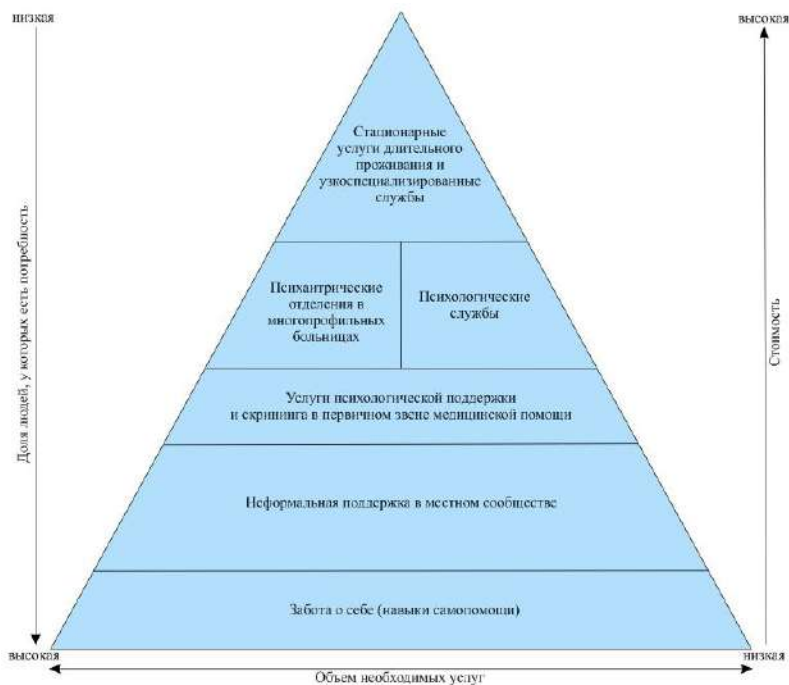 низкая
высокая
Стационарные
услуги длительного
проживания и
узкоспециализированные
службы
Психантрические
отделения в
многопрофильных
больницах
Психологические
службы
Доля людей, у которых есть потребность
Стоимость
Услуги психологической поддержки
и скрининга в первичном звене медицинской помощи
Неформальная поддержка в местном сообществе
Забота о себе (навыки самопомощи)
высокая
низкая
Объем необходимых услуг